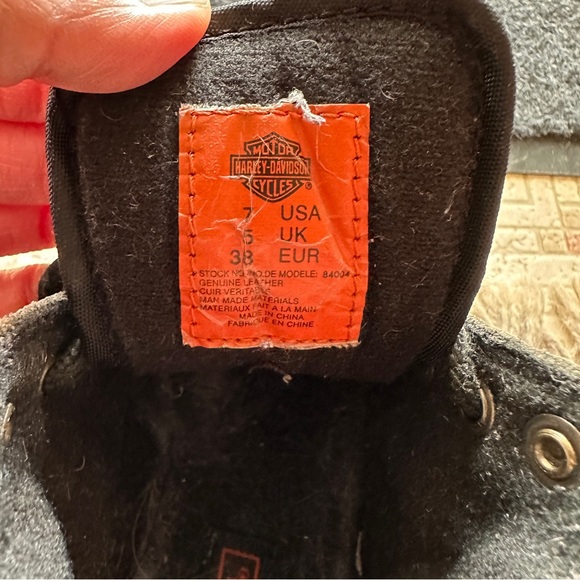 MOTOR
HARLEY-DAVIDSON
CYCLES
®
7 USA
5 UK
38 EUR
STOCK NO./NO.DE MODELE:
GENUINE LEATHER
CUIR VERITABLE
MAN MADE MATERIALS
MATERIAUX FAIT A LA MAIN
MADE IN CHINA
FABRIQUE EN CHINE